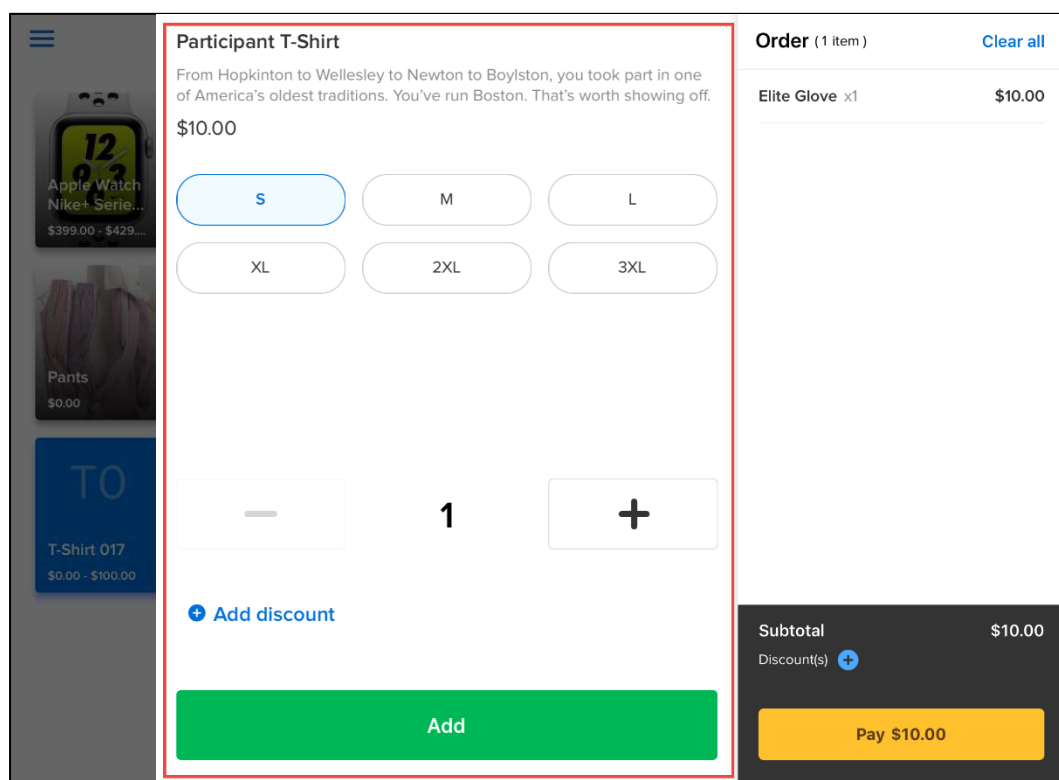 Apple Watch
Nike+ Serie...
$399.00 - $429....
Pants
$0.00
TO
T-Shirt 017
$0.00 - $100.00
Participant T-Shirt
From Hopkinton to Wellesley to Newton to Boylston, you took part in one
of America's oldest traditions. You've run Boston. That's worth showing off.
$10.00
S M L
XL 2XL 3XL
1
Add discount
Add
Order (1 item) Clear all
Elite Glove x1 $10.00
Subtotal $10.00
Discount(s)
Pay $10.00